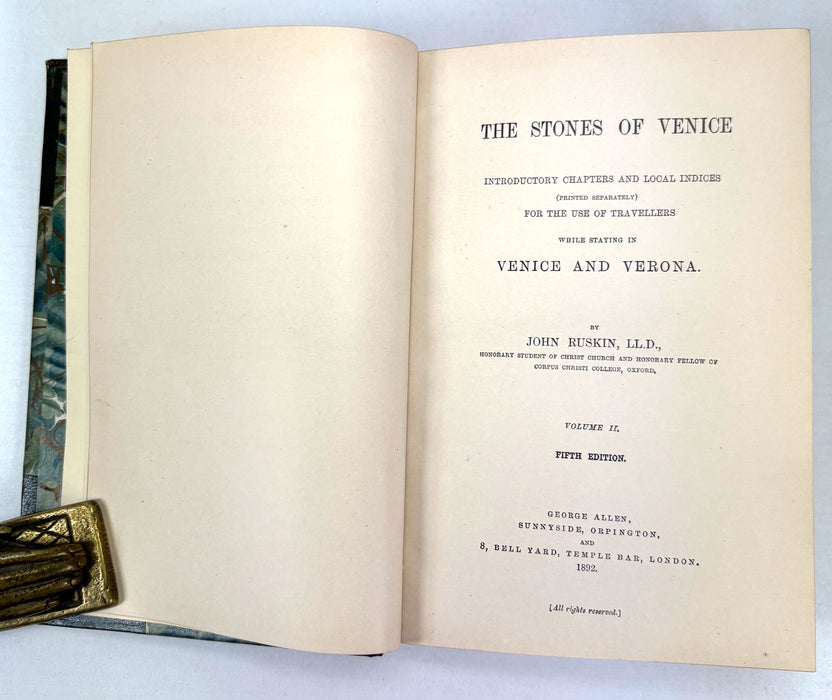 THE STONES OF VENICE
INTRODUCTORY CHAPTERS AND LOCAL INDICES
(PRINTED SEPARATELY)
FOR THE USE OF TRAVELLERS
WHILE STAYING IN
VENICE AND VERONA.
BY
JOHN RUSKIN, LL.D.,
HONORARY STUDENT OF CHRIST CHURCH AND HONORARY FELLOW OF
CORPUS CHRISTI COLLEGE, OXFORD.
VOLUME II.
FIFTH EDITION.
GEORGE ALLEN,
SUNNYSIDE, ORPINGTON,
AND
8, BELL YARD, TEMPLE BAR, LONDON.
1892.
[All rights reserved.]